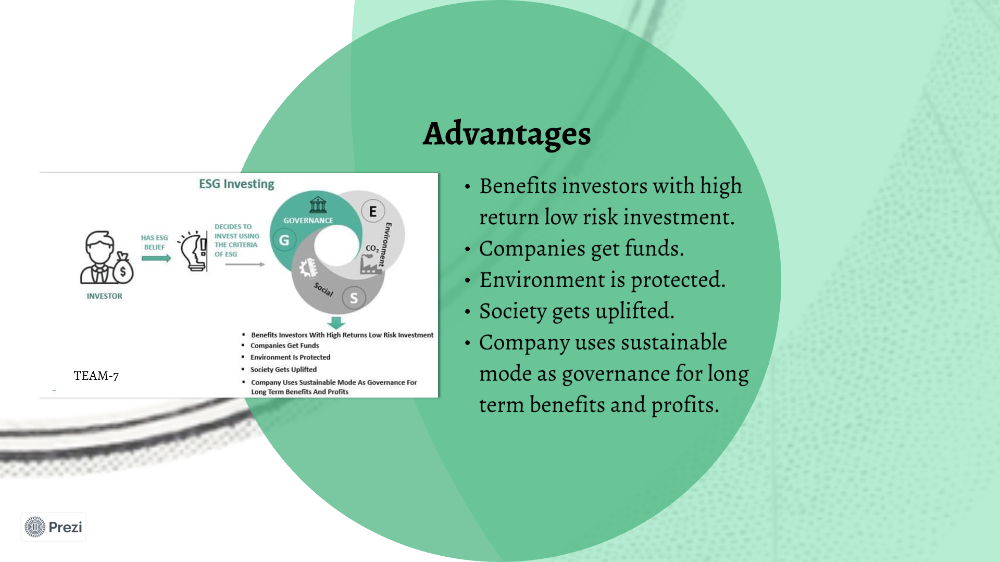 Advantages
ESG Investing
GOVERNANCE
G
E
Environment
CO₂
Social
S
HAS ESG
BELIEF
DECIDES TO
INVEST USING
THE CRITERIA
OF ESG
$
INVESTOR
▪ Benefits Investors With High Returns Low Risk Investment
▪ Companies Get Funds
▪ Environment Is Protected
▪ Society Gets Uplifted
▪ Company Uses Sustainable Mode As Governance For
Long Term Benefits And Profits
TEAM-7
• Benefits investors with high
return low risk investment.
• Companies get funds.
• Environment is protected.
• Society gets uplifted.
• Company uses sustainable
mode as governance for long
term benefits and profits.
Prezi